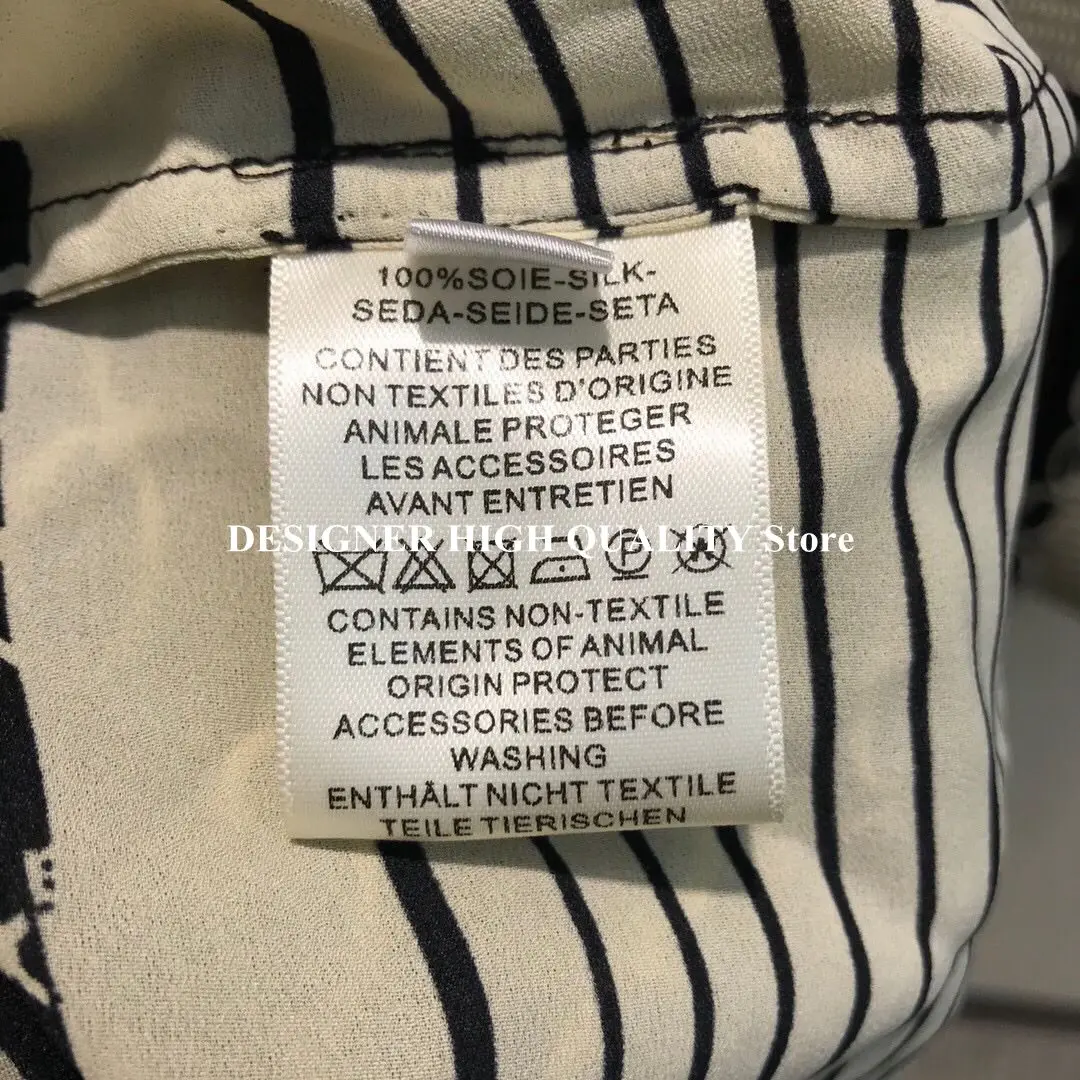 100%SOIE-SILK-
SEDA-SEIDE-SETA
CONTIENT DES PARTIES
NON TEXTILES D'ORIGINE
ANIMALE PROTEGER
LES ACCESSOIRES
AVANT ENTRETIEN
DESIGNER HIGH QUALITY Store
P
CONTAINS NON-TEXTILE
ELEMENTS OF ANIMAL
ORIGIN PROTECT
ACCESSORIES BEFORE
WASHING
ENTHÄLT NICHT TEXTILE
TEILE TIERISCHEN